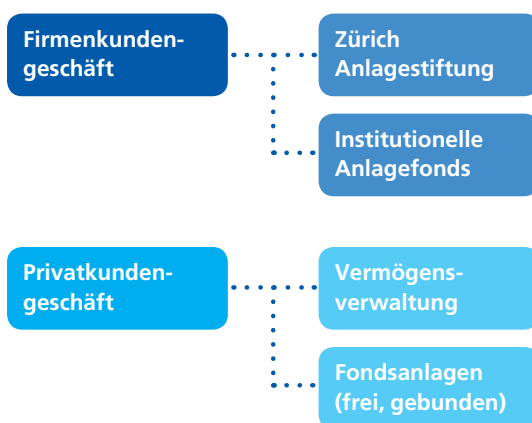 Firmenkunden-
geschäft
Zürich
Anlagestiftung
Institutionelle
Anlagefonds
Privatkunden-
geschäft
Vermögens-
verwaltung
Fondsanlagen
(frei, gebunden)